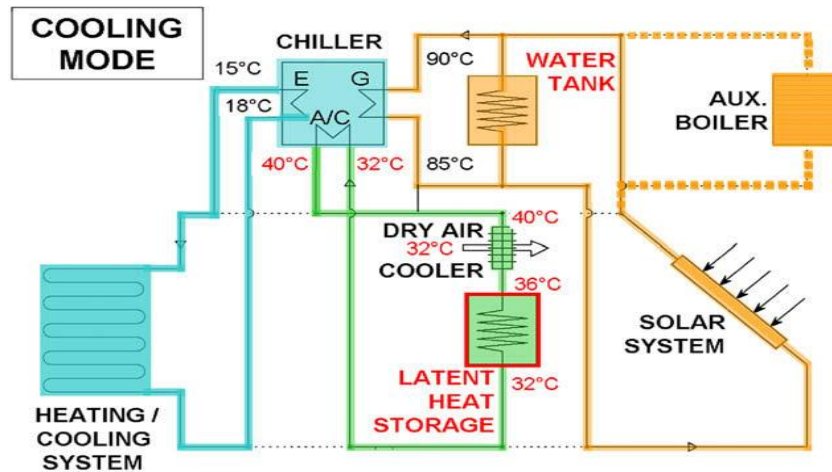 COOLING
MODE
CHILLER
15°C
E
G
90°C
WATER
TANK
18°C
A/C
AUX.
BOILER
40°C
32°C
85°C
40°C
DRY AIR
32°C
COOLER
36°C
SOLAR
SYSTEM
LATENT
HEAT
STORAGE
32°C
HEATING /
COOLING
SYSTEM